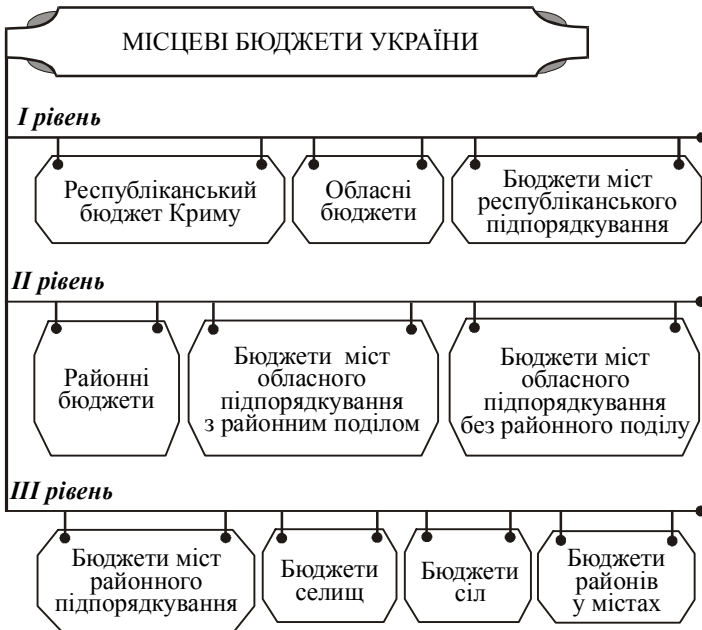 МІСЦЕВІ БЮДЖЕТИ УКРАЇНИ
І рівень
Республіканський
бюджет Криму
Обласні
бюджети
Бюджети міст
республіканського
підпорядкування
ІІ рівень
Районні
бюджети
Бюджети міст
обласного
підпорядкування
з районним поділом
Бюджети міст
обласного
підпорядкування
без районного поділу
ІІІ рівень
Бюджети міст
районного
підпорядкування
Бюджети
селищ
Бюджети
сіл
Бюджети
районів
у містах